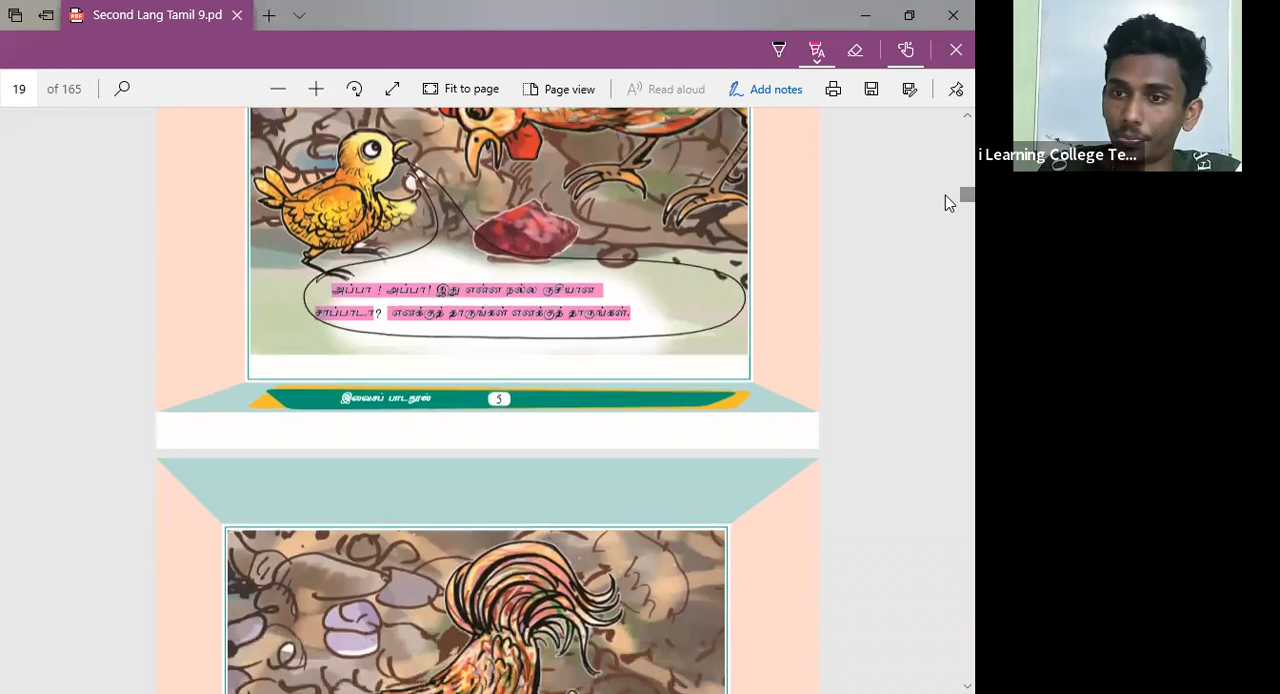 Second Lang Tamil 9.pd
19 of 165
Fit to page
Page view
Read aloud
Add notes
i Learning College Te...
அப்பா ! அப்பா! இது என்ன நல்ல ருசியான
சாப்பாடா? எனக்குத் தாருங்கள் எனக்குத் தாருங்கள்.
இலவசப் பாடநூல் 5